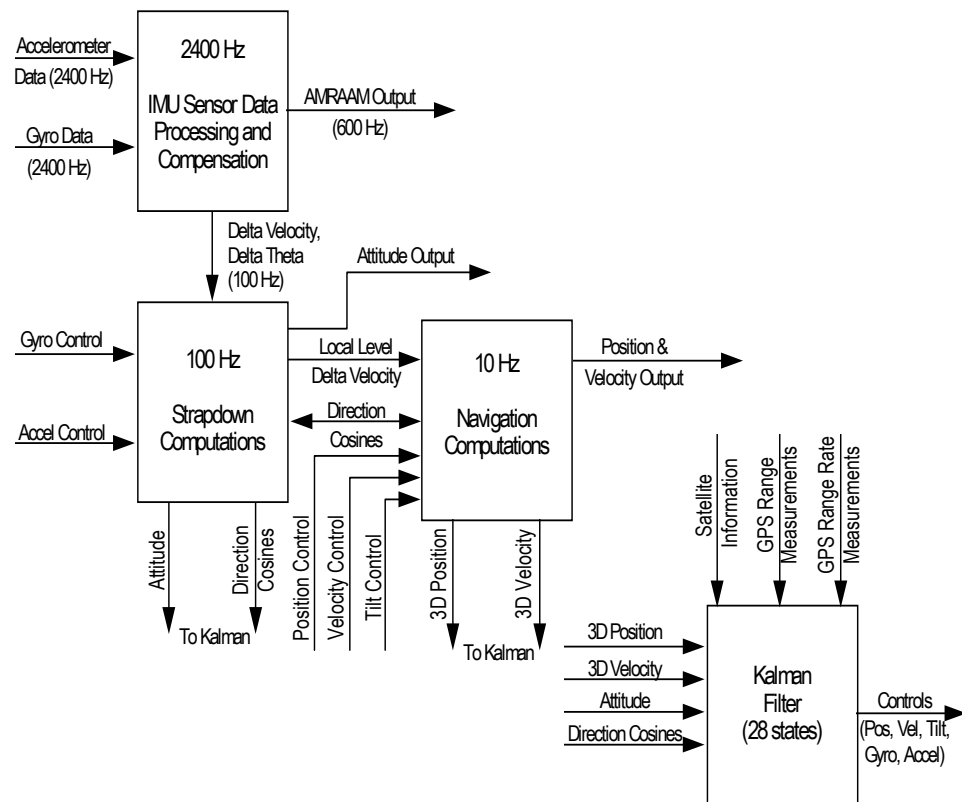 Accelerometer
Data (2400 Hz)
Gyro Data
(2400 Hz)
2400 Hz
IMU Sensor Data
Processing and
Compensation
AMRAAM Output
(600 Hz)
Delta Velocity,
Delta Theta
(100 Hz)
Attitude Output
Gyro Control
Accel Control
100 Hz
Strapdown
Computations
Local Level
Delta Velocity
Direction
Cosines
10 Hz
Navigation
Computations
Position &
Velocity Output
Attitude
Direction
Cosines
To Kalman
Position Control
Velocity Control
Tilt Control
3D Position
3D Velocity
To Kalman
Satellite
Information
GPS Range
Measurements
GPS Range Rate
Measurements
3D Position
3D Velocity
Attitude
Direction Cosines
Kalman
Filter
(28 states)
Controls
(Pos, Vel, Tilt,
Gyro, Accel)